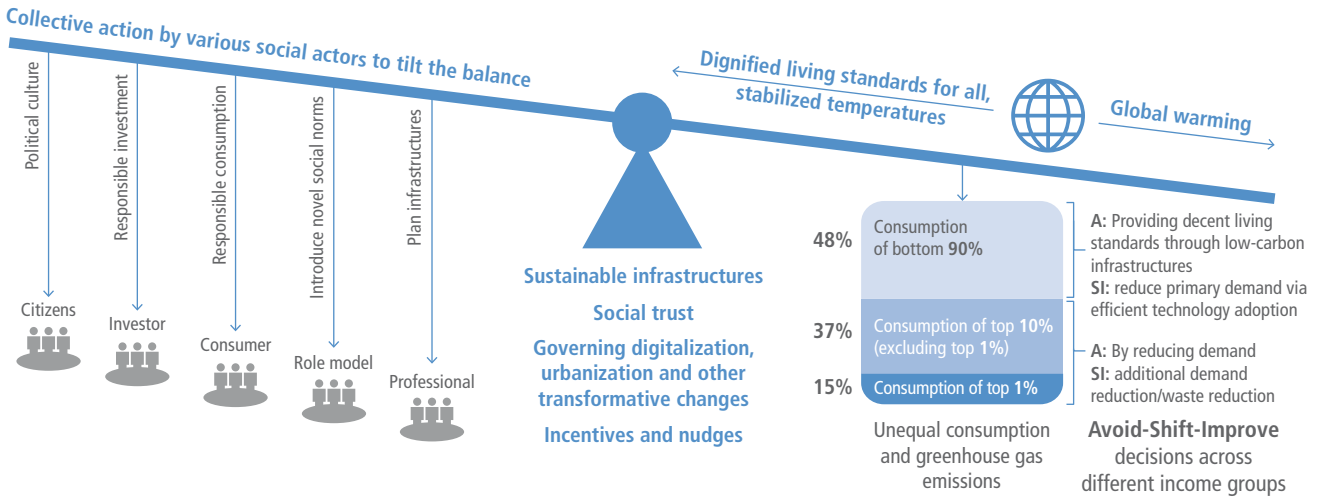 Collective action by various social actors to tilt the balance
Political culture
Responsible investment
Responsible consumption
Introduce novel social norms
Plan infrastructures
Citizens
Investor
Consumer
Role model
Professional
Sustainable infrastructures
Social trust
Governing digitalization,
urbanization and other
transformative changes
Incentives and nudges
Dignified living standards for all,
stabilized temperatures
Global warming
48%
Consumption
of bottom 90%
37%
Consumption of top 10%
(excluding top 1%)
15%
Consumption of top 1%
Unequal consumption
and greenhouse gas
emissions
A: Providing decent living
standards through low-carbon
infrastructures
SI: reduce primary demand via
efficient technology adoption
A: By reducing demand
SI: additional demand
reduction/waste reduction
Avoid-Shift-Improve
decisions across
different income groups